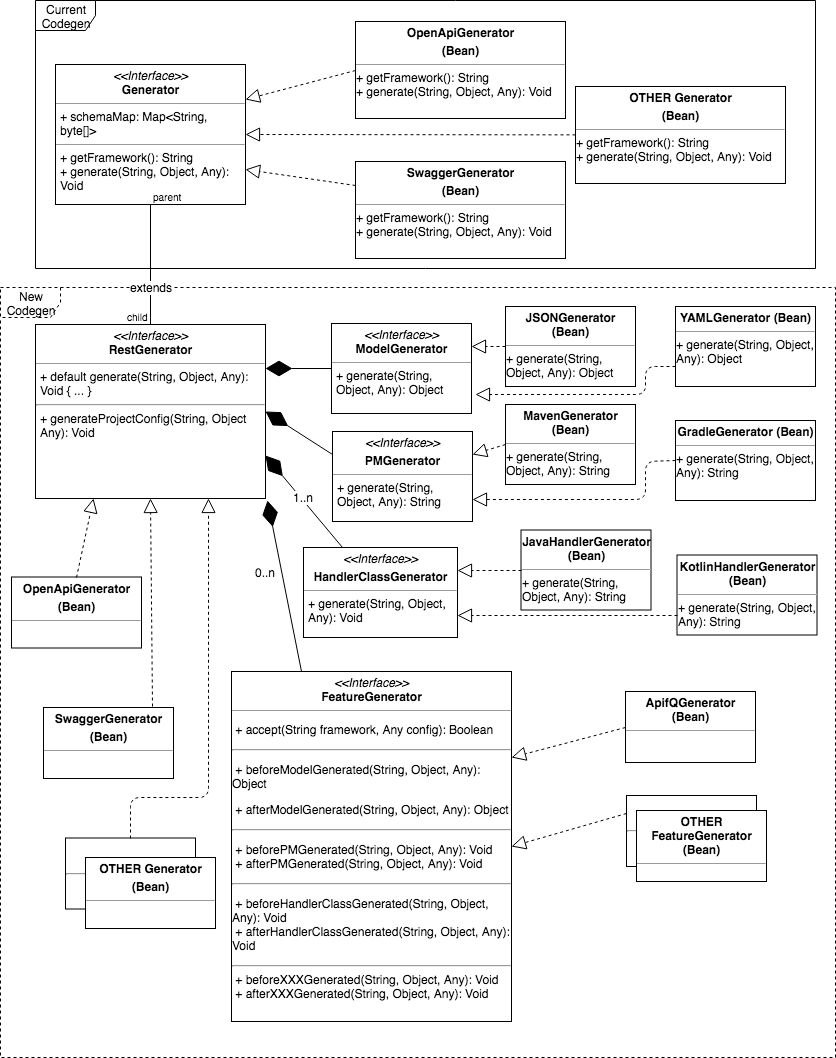 Current
Codegen
<<Interface>>
Generator
+ schemaMap: Map<String,
byte[]>
+ getFramework(): String
+ generate(String, Object, Any):
Void
parent
OpenApiGenerator
(Bean)
+ getFramework(): String
+ generate(String, Object, Any): Void
OTHER Generator
(Bean)
+ getFramework(): String
+ generate(String, Object, Any): Void
SwaggerGenerator
(Bean)
+ getFramework(): String
+ generate(String, Object, Any): Void
extends
New
Codegen
child
<<Interface>>
RestGenerator
+ default generate(String, Object, Any):
Void { ... }
+ generateProjectConfig(String, Object
Any): Void
<<Interface>>
ModelGenerator
+ generate(String,
Object, Any): Object
JSONGenerator
(Bean)
+ generate(String,
Object, Any): Object
YAMLGenerator (Bean)
+ generate(String, Object,
Any): Object
<<Interface>>
PMGenerator
+ generate(String,
Object, Any): String
MavenGenerator
(Bean)
+ generate(String,
Object, Any): String
GradleGenerator (Bean)
+ generate(String, Object,
Any): String
1..n
<<Interface>>
HandlerClassGenerator
+ generate(String, Object,
Any): Void
JavaHandlerGenerator
(Bean)
+ generate(String,
Object, Any): String
KotlinHandlerGenerator
(Bean)
+ generate(String, Object,
Any): String
0..n
OpenApiGenerator
(Bean)
SwaggerGenerator
(Bean)
OTHER Generator
(Bean)
<<Interface>>
FeatureGenerator
+ accept(String framework, Any config): Boolean
+ beforeModelGenerated(String, Object, Any):
Object
+ afterModelGenerated(String, Object, Any): Object
+ beforePMGenerated(String, Object, Any): Void
+ afterPMGenerated(String, Object, Any): Void
+ beforeHandlerClassGenerated(String, Object,
Any): Void
+ afterHandlerClassGenerated(String, Object, Any):
Void
+ beforeXXXGenerated(String, Object, Any): Void
+ afterXXXGenerated(String, Object, Any): Void
ApifQGenerator
(Bean)
OTHER
FeatureGenerator
(Bean)